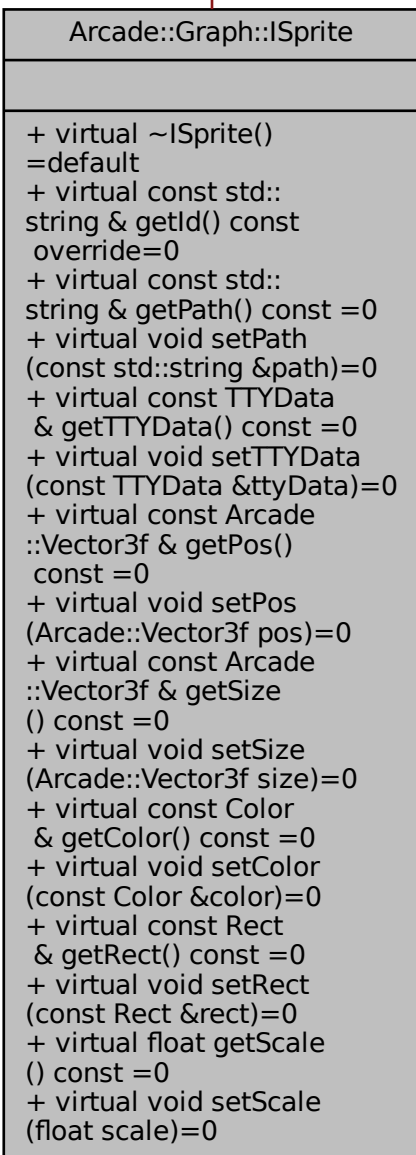 Arcade::Graph::ISprite
+ virtual ~ISprite()
=default
+ virtual const std::
string & getId() const
override=0
+ virtual const std::
string & getPath() const =0
+ virtual void setPath
(const std::string &path)=0
+ virtual const TTYData
& getTTYData() const =0
+ virtual void setTTYData
(const TTYData &ttyData)=0
+ virtual const Arcade
::Vector3f & getPos()
const =0
+ virtual void setPos
(Arcade::Vector3f pos)=0
+ virtual const Arcade
::Vector3f & getSize
() const =0
+ virtual void setSize
(Arcade::Vector3f size)=0
+ virtual const Color
& getColor() const =0
+ virtual void setColor
(const Color &color)=0
+ virtual const Rect
& getRect() const =0
+ virtual void setRect
(const Rect &rect)=0
+ virtual float getScale
() const =0
+ virtual void setScale
(float scale)=0